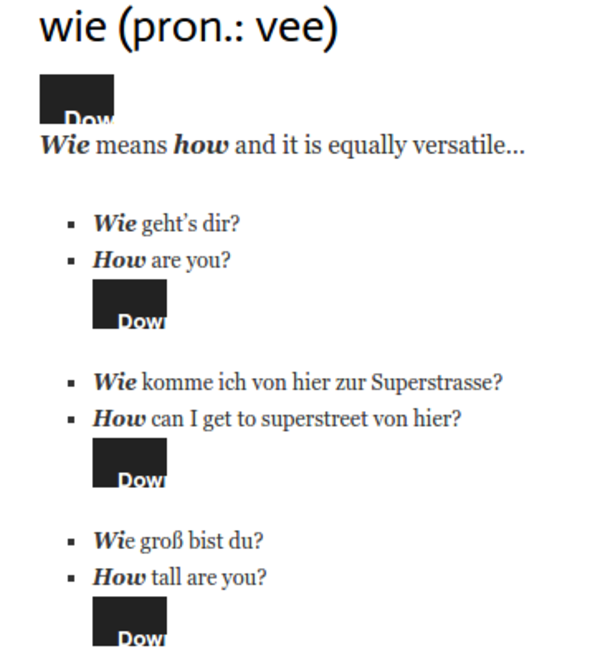 wie (pron.: vee)
Dow
Wie means how and it is equally versatile...
Wie geht's dir?
How are you?
Dow
Wie komme ich von hier zur Superstrasse?
How can I get to superstreet von hier?
Dow
Wie groß bist du?
How tall are you?
Dow